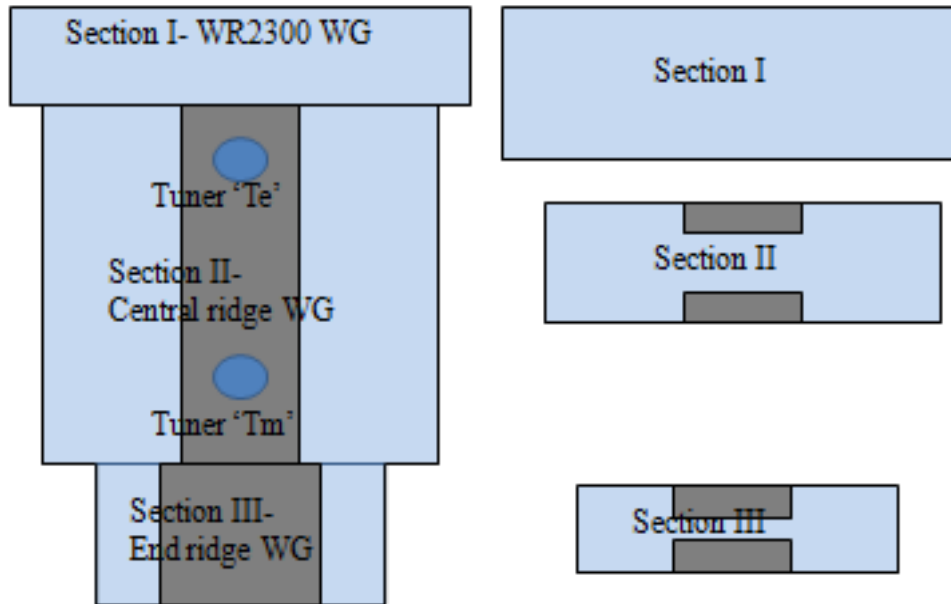 Section I- WR2300 WG
Tuner ‘Te’
Section II-
Central ridge WG
Tuner ‘Tm’
Section III-
End ridge WG
Section I
Section II
Section III